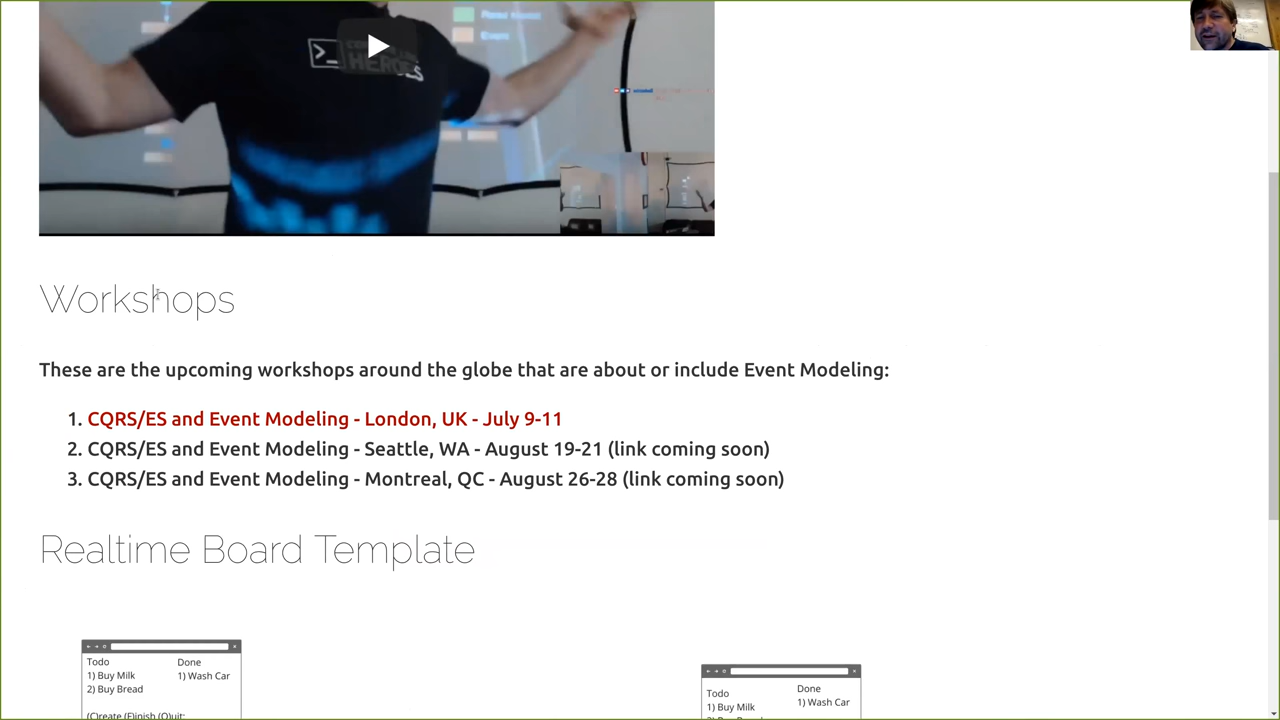 HEROES
Workshops
These are the upcoming workshops around the globe that are about or include Event Modeling:
1. CQRS/ES and Event Modeling - London, UK - July 9-11
2. CQRS/ES and Event Modeling - Seattle, WA - August 19-21 (link coming soon)
3. CQRS/ES and Event Modeling - Montreal, QC - August 26-28 (link coming soon)
Realtime Board Template
Todo
1) Buy Milk
2) Buy Bread
(C)reate (F)inish (Q)uit:
Done
1) Wash Car
Todo
1) Buy Milk
Done
1) Wash Car